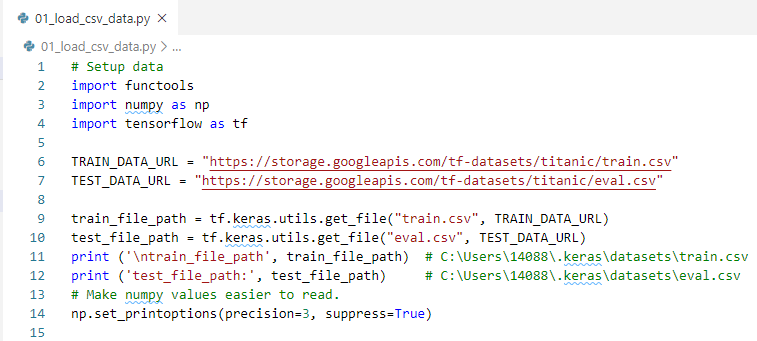 01_load_csv_data.py ×
01_load_csv_data.py > ...
1 # Setup data
2 import functools
3 import numpy as np
4 import tensorflow as tf
5
6 TRAIN_DATA_URL = "https://storage.googleapis.com/tf-datasets/titanic/train.csv"
7 TEST_DATA_URL = "https://storage.googleapis.com/tf-datasets/titanic/eval.csv"
8
9 train_file_path = tf.keras.utils.get_file("train.csv", TRAIN_DATA_URL)
10 test_file_path = tf.keras.utils.get_file("eval.csv", TEST_DATA_URL)
11 print ('\ntrain_file_path', train_file_path)  # C:\Users\14088\.keras\datasets\train.csv
12 print ('test_file_path:', test_file_path)     # C:\Users\14088\.keras\datasets\eval.csv
13 # Make numpy values easier to read.
14 np.set_printoptions(precision=3, suppress=True)
15